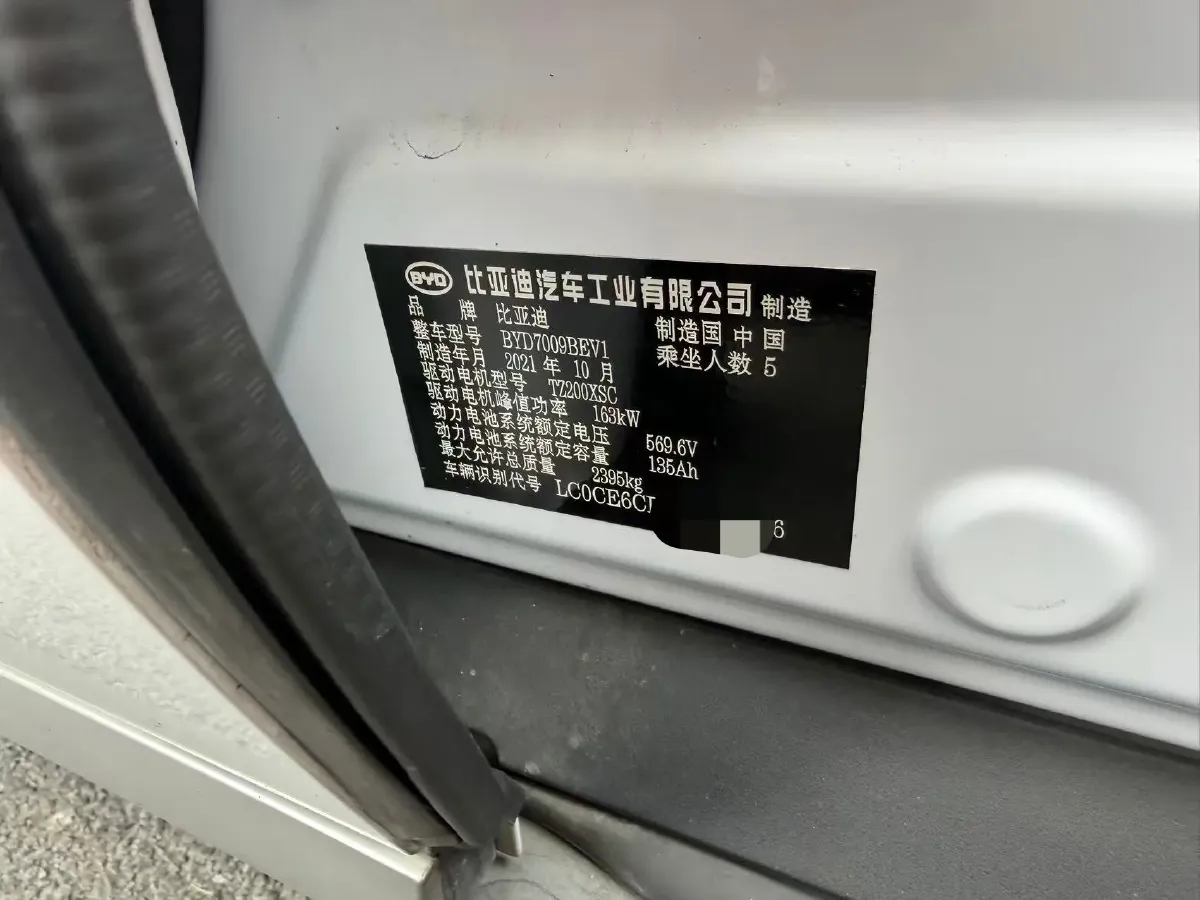 BYD 比亚迪汽车工业有限公司 制造
品 牌 比亚迪 制造国 中国
整车型号 BYD7009BEV1 乘坐人数 5
制造年月 2021 年 10 月
驱动电机型号 TZ200XSC
驱动电机峰值功率 163kW
动力电池系统额定电压 569.6V
动力电池系统额定容量 135Ah
最大允许总质量 2395kg
车辆识别代号 LC0CE6C 6